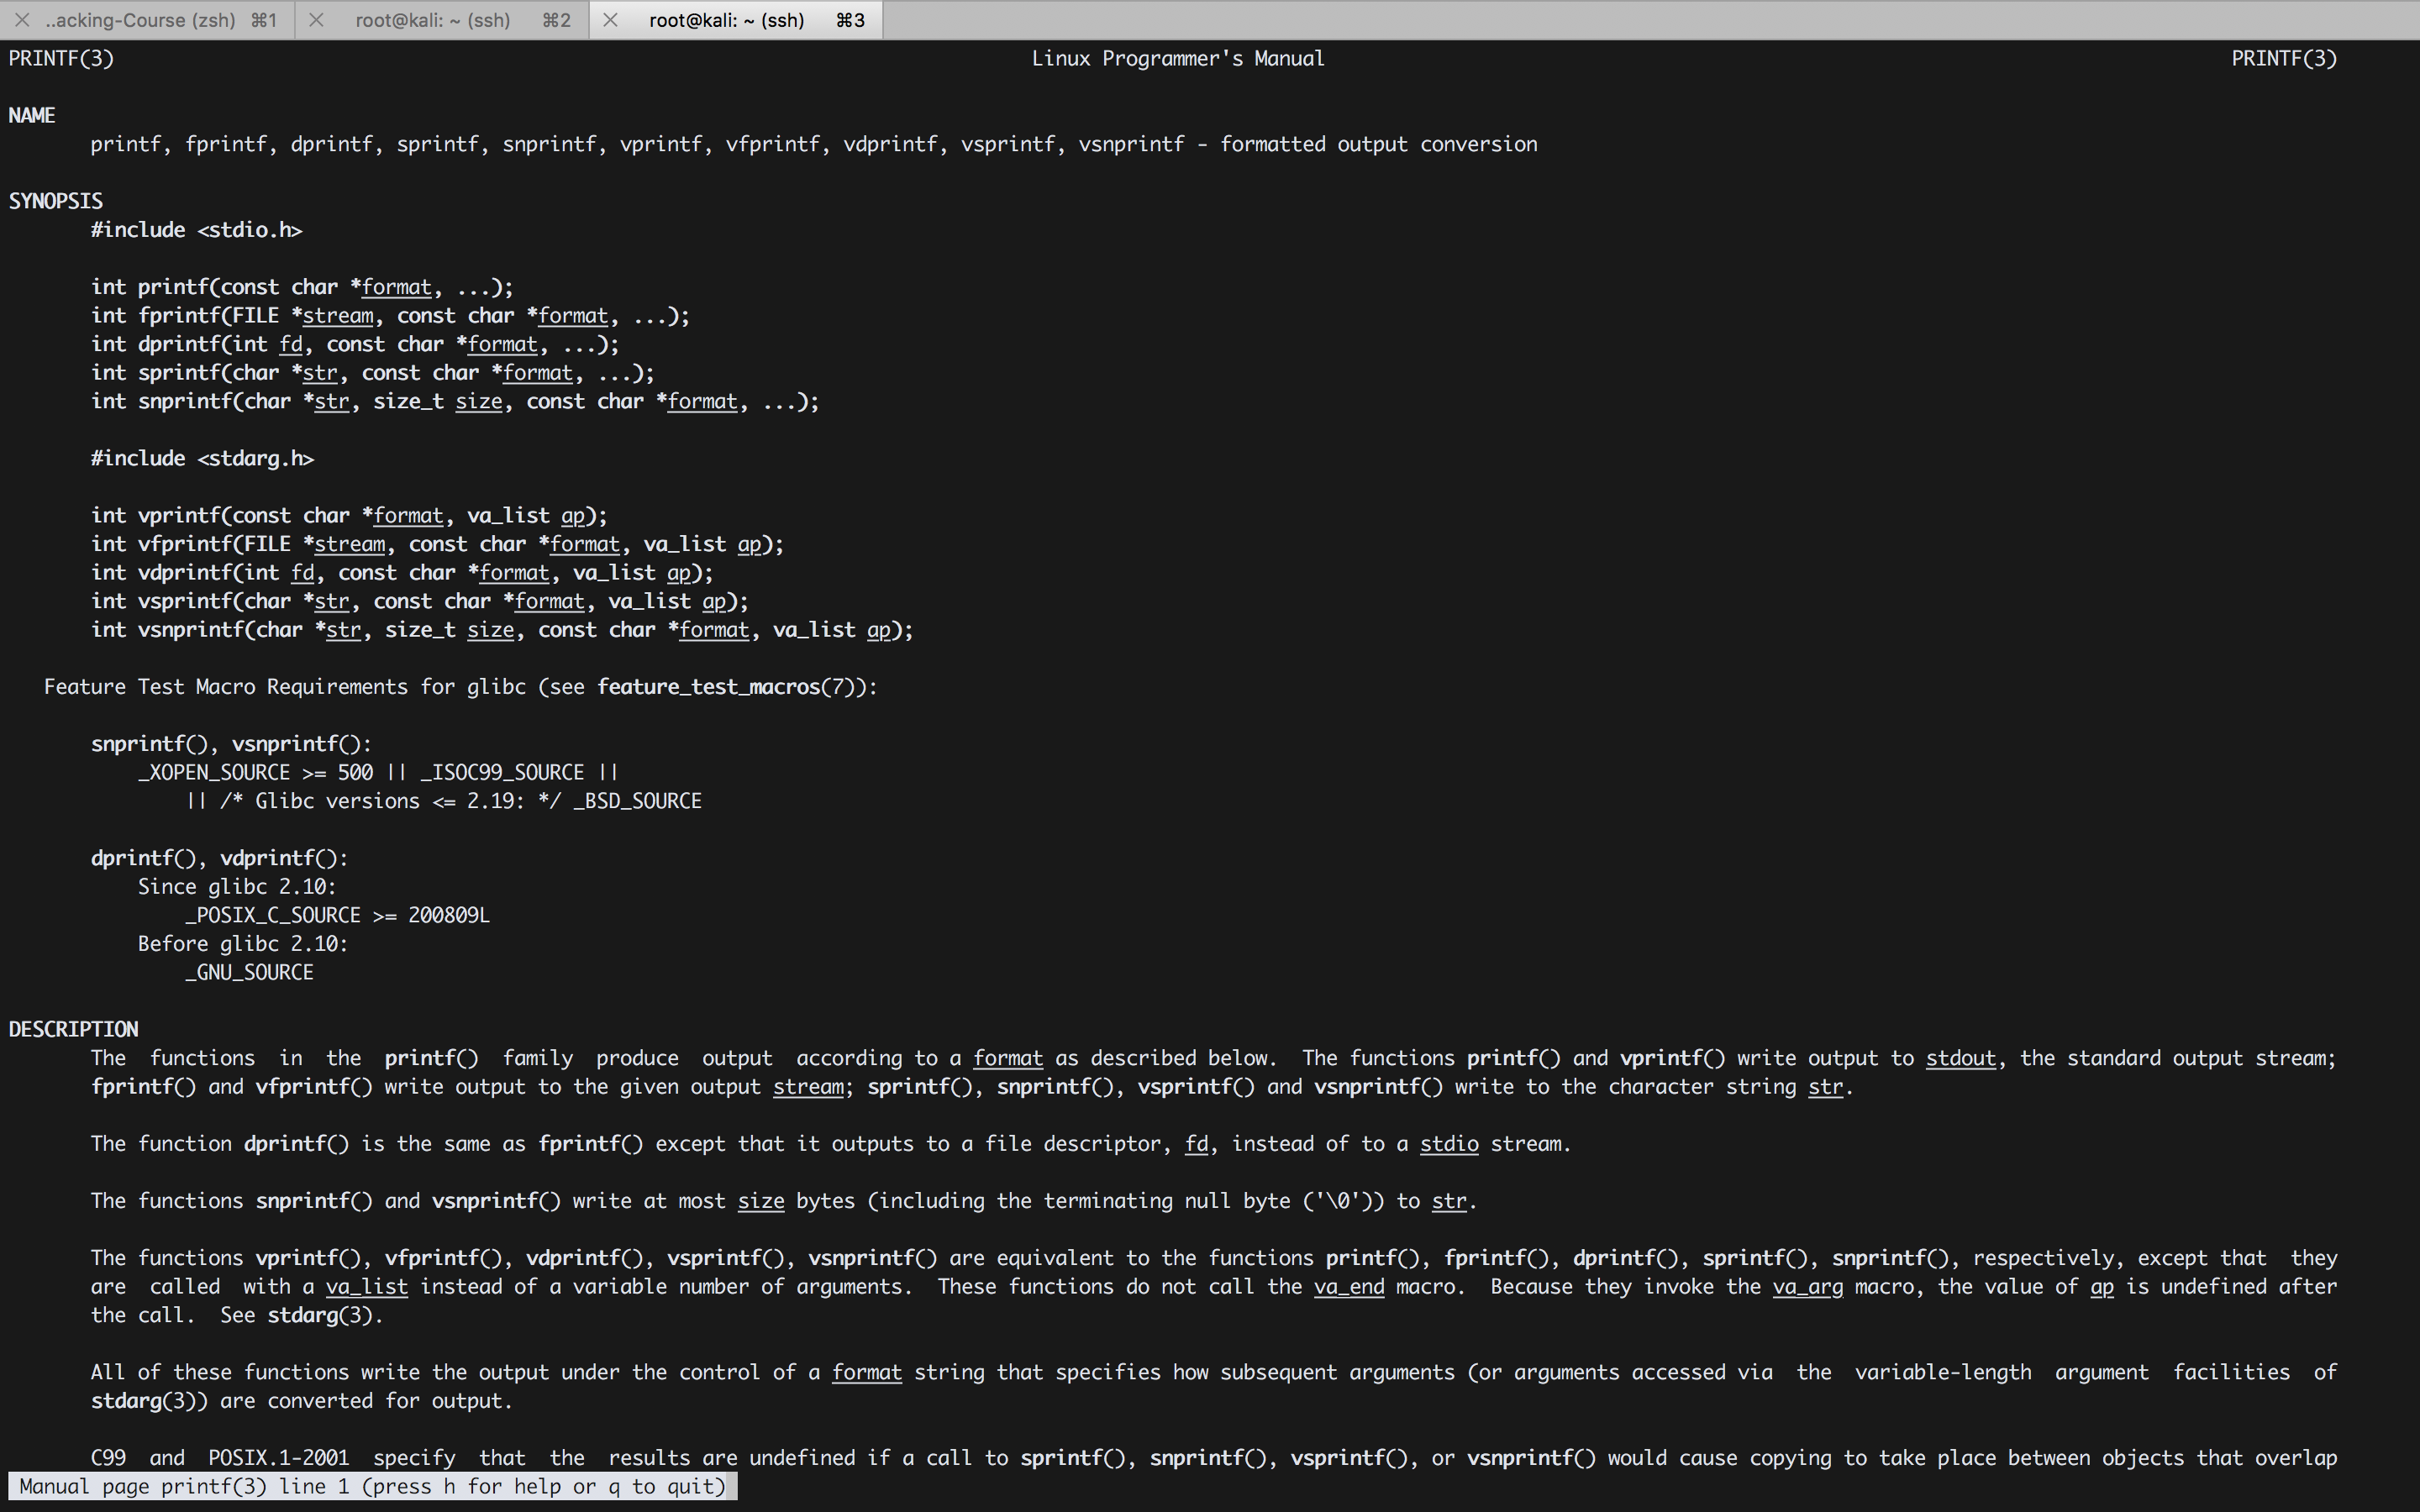 ..acking-Course (zsh) ⌘1 root@kali: ~ (ssh) ⌘2 root@kali: ~ (ssh) ⌘3
PRINTF(3) Linux Programmer's Manual PRINTF(3)
NAME
printf, fprintf, dprintf, sprintf, snprintf, vprintf, vfprintf, vdprintf, vsprintf, vsnprintf - formatted output conversion
SYNOPSIS
#include <stdio.h>
int printf(const char *format, ...);
int fprintf(FILE *stream, const char *format, ...);
int dprintf(int fd, const char *format, ...);
int sprintf(char *str, const char *format, ...);
int snprintf(char *str, size_t size, const char *format, ...);
#include <stdarg.h>
int vprintf(const char *format, va_list ap);
int vfprintf(FILE *stream, const char *format, va_list ap);
int vdprintf(int fd, const char *format, va_list ap);
int vsprintf(char *str, const char *format, va_list ap);
int vsnprintf(char *str, size_t size, const char *format, va_list ap);
Feature Test Macro Requirements for glibc (see feature_test_macros(7)):
snprintf(), vsnprintf():
_XOPEN_SOURCE >= 500 || _ISOC99_SOURCE ||
|| /* Glibc versions <= 2.19: */ _BSD_SOURCE
dprintf(), vdprintf():
Since glibc 2.10:
_POSIX_C_SOURCE >= 200809L
Before glibc 2.10:
_GNU_SOURCE
DESCRIPTION
The functions in the printf() family produce output according to a format as described below. The functions printf() and vprintf() write output to stdout, the standard output stream;
fprintf() and vfprintf() write output to the given output stream; sprintf(), snprintf(), vsprintf() and vsnprintf() write to the character string str.
The function dprintf() is the same as fprintf() except that it outputs to a file descriptor, fd, instead of to a stdio stream.
The functions snprintf() and vsnprintf() write at most size bytes (including the terminating null byte ('\0')) to str.
The functions vprintf(), vfprintf(), vdprintf(), vsprintf(), vsnprintf() are equivalent to the functions printf(), fprintf(), dprintf(), sprintf(), snprintf(), respectively, except that they
are called with a va_list instead of a variable number of arguments. These functions do not call the va_end macro. Because they invoke the va_arg macro, the value of ap is undefined after
the call. See stdarg(3).
All of these functions write the output under the control of a format string that specifies how subsequent arguments (or arguments accessed via the variable-length argument facilities of
stdarg(3)) are converted for output.
C99 and POSIX.1-2001 specify that the results are undefined if a call to sprintf(), snprintf(), vsprintf(), or vsnprintf() would cause copying to take place between objects that overlap
Manual page printf(3) line 1 (press h for help or q to quit)